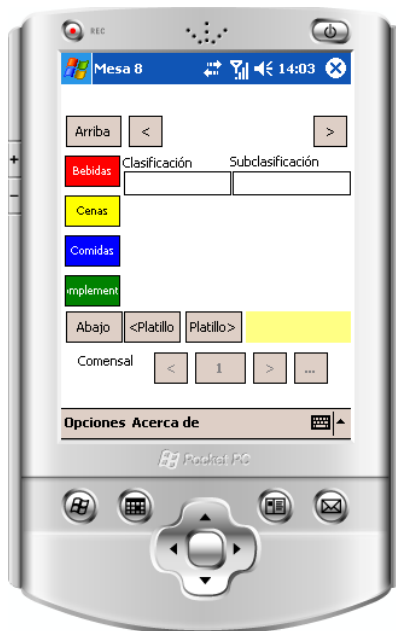 REC
Mesa 8 14:03
Arriba < >
Bebidas Clasificación Subclasificación
Cenas
Comidas
omplement
Abajo <Platillo Platillo>
Comensal < 1 > ...
Opciones Acerca de
Pocket PC
+
-